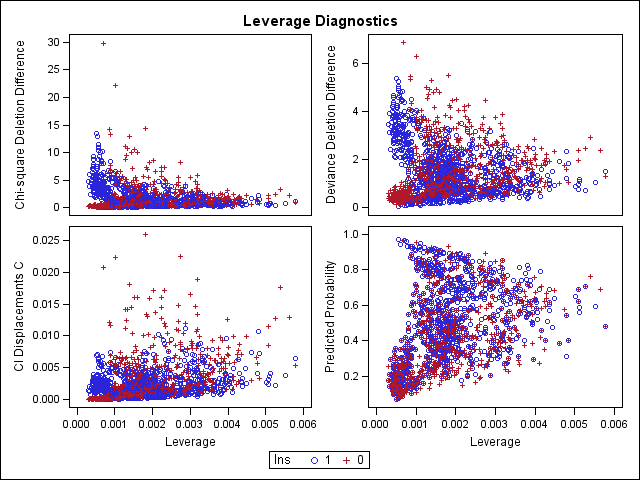 Leverage Diagnostics
Chi-square Deletion Difference
30
25
20
15
10
5
0
Deviance Deletion Difference
6
4
2
0
CI Displacements C
0.025
0.020
0.015
0.010
0.005
0.000
0.000 0.001 0.002 0.003 0.004 0.005 0.006
Leverage
Predicted Probability
1.0
0.8
0.6
0.4
0.2
0.000 0.001 0.002 0.003 0.004 0.005 0.006
Leverage
Ins 1 0